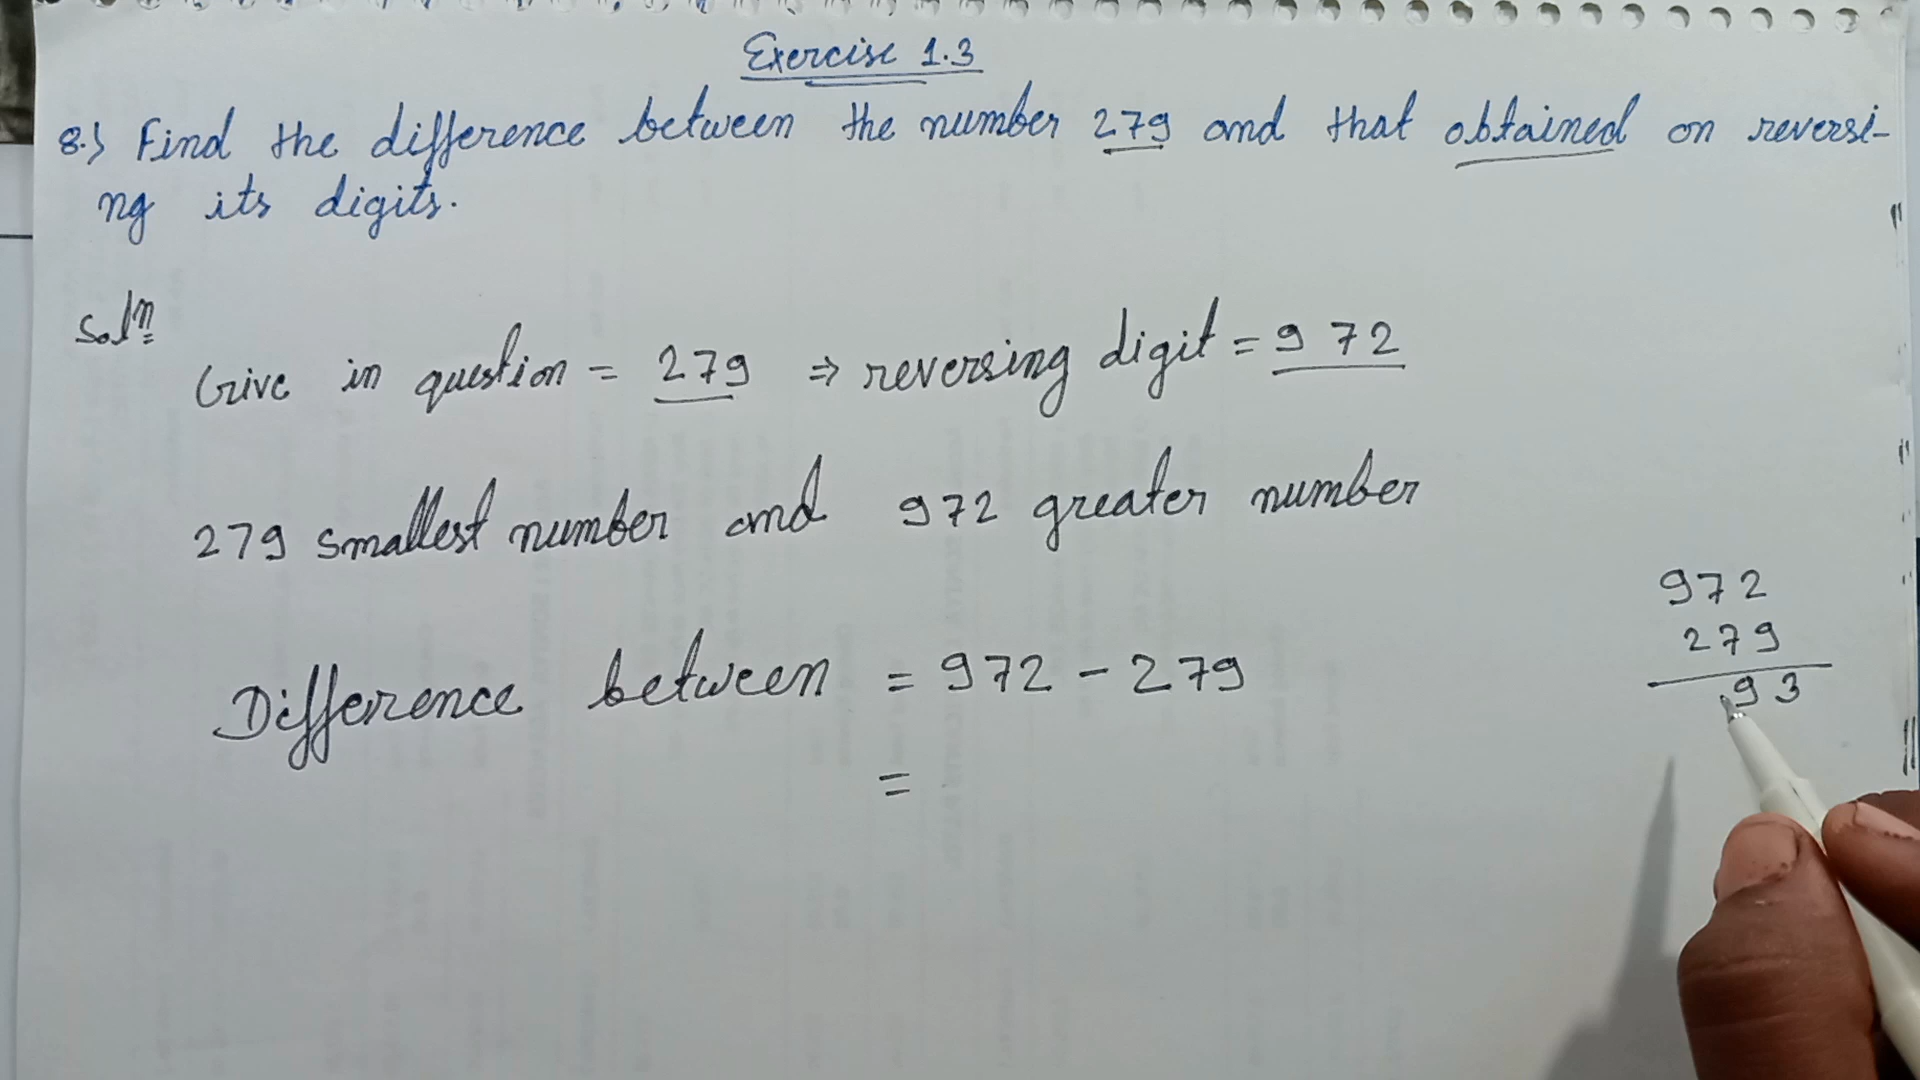 Exercise 1.3
8.) Find the difference between the number 279 and that obtained on reversi-
ng its digits.
Solⁿ
Give in question = 279 ⇒ reversing digit = 972
279 smallest number and 972 greater number
Difference between = 972 - 279
=
972
279
93